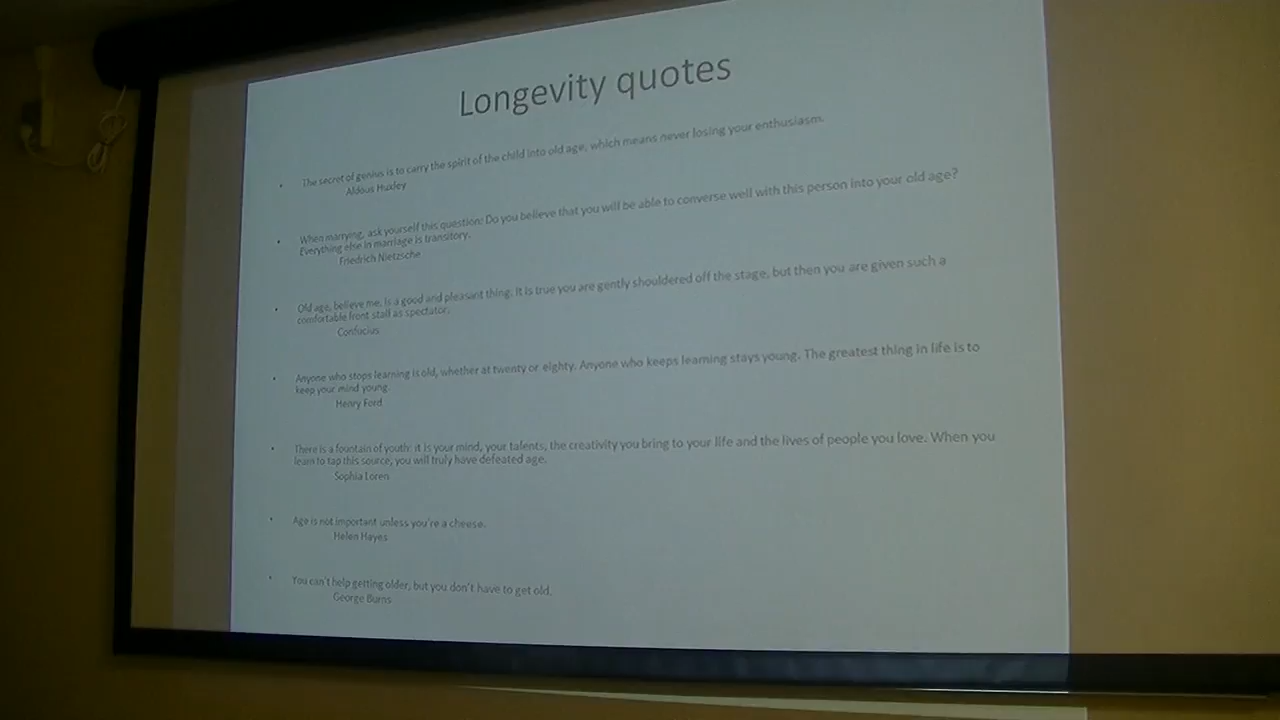 Longevity quotes
• The secret of genius is to carry the spirit of the child into old age, which means never losing your enthusiasm.
Aldous Huxley
• When marrying, ask yourself this question: Do you believe that you will be able to converse well with this person into your old age?
Everything else in marriage is transitory.
Friedrich Nietzsche
• Old age, believe me, is a good and pleasant thing. It is true you are gently shouldered off the stage, but then you are given such a
comfortable front stall as spectator.
Confucius
• Anyone who stops learning is old, whether at twenty or eighty. Anyone who keeps learning stays young. The greatest thing in life is to
keep your mind young.
Henry Ford
• There is a fountain of youth: it is your mind, your talents, the creativity you bring to your life and the lives of people you love. When you
learn to tap this source, you will truly have defeated age.
Sophia Loren
• Age is not important unless you're a cheese.
Helen Hayes
• You can't help getting older, but you don't have to get old.
George Burns